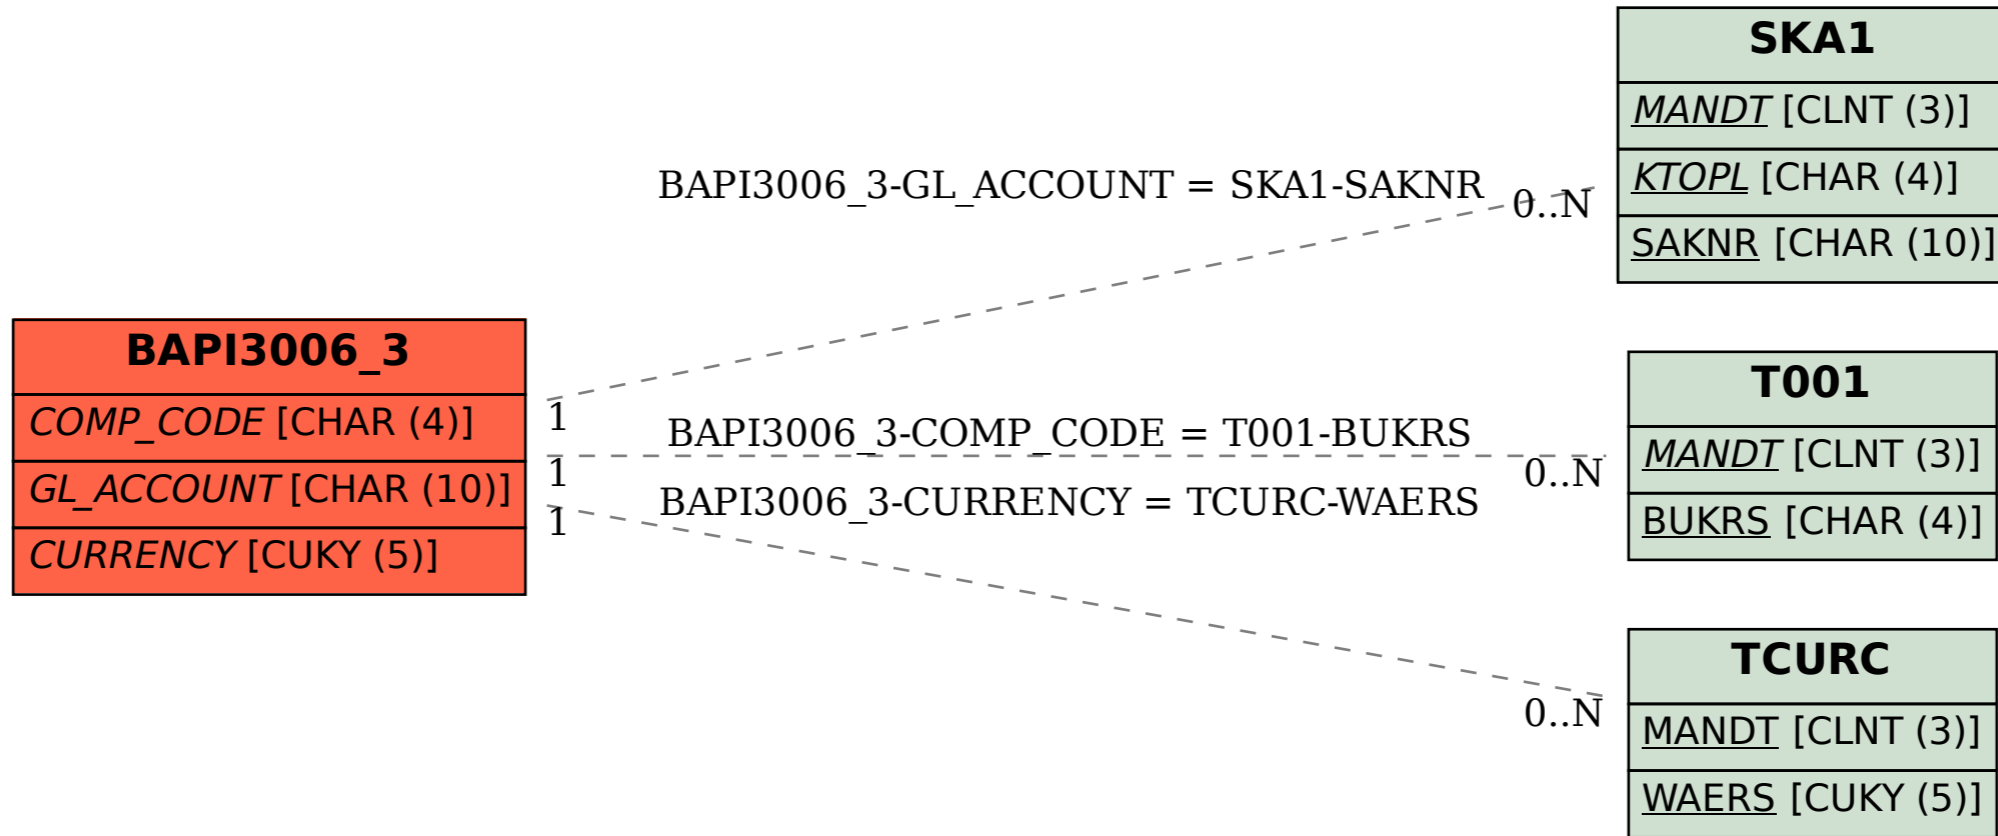 SKA1
MANDT [CLNT (3)]
KTOPL [CHAR (4)]
SAKNR [CHAR (10)]
BAPI3006_3-GL_ACCOUNT = SKA1-SAKNR
0..N
BAPI3006_3
COMP_CODE [CHAR (4)]
GL_ACCOUNT [CHAR (10)]
CURRENCY [CUKY (5)]
1
BAPI3006_3-COMP_CODE = T001-BUKRS
1
0..N
BAPI3006_3-CURRENCY = TCURC-WAERS
1
0..N
T001
MANDT [CLNT (3)]
BUKRS [CHAR (4)]
TCURC
MANDT [CLNT (3)]
WAERS [CUKY (5)]